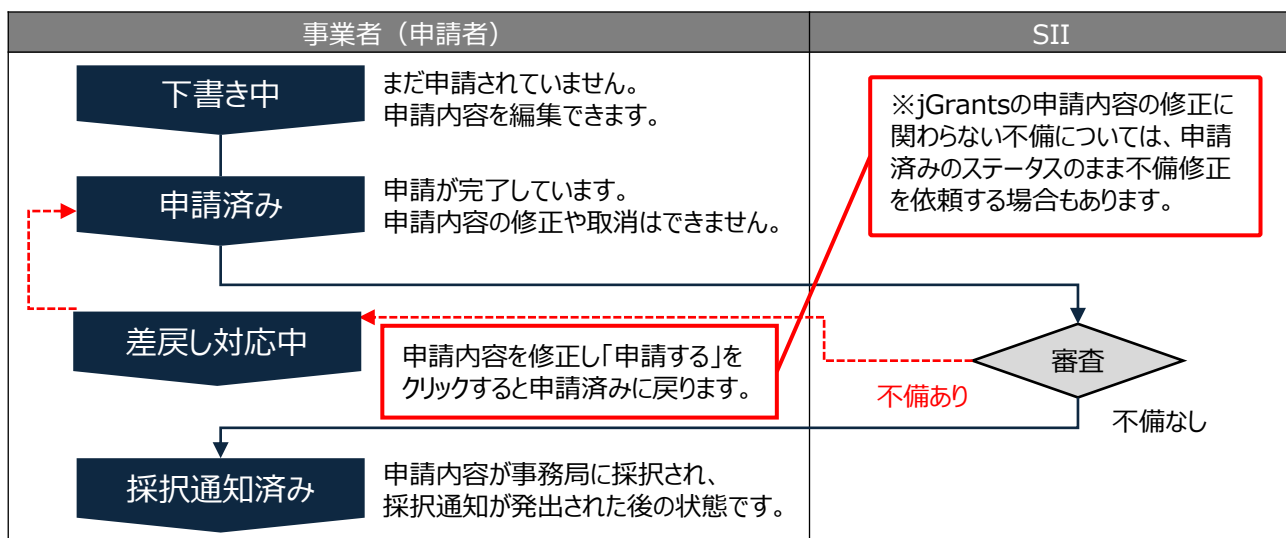 事業者（申請者）
SII
下書き中
まだ申請されていません。
申請内容を編集できます。
※jGrantsの申請内容の修正に
関わらない不備については、申請
済みのステータスのまま不備修正
を依頼する場合もあります。
申請済み
申請が完了しています。
申請内容の修正や取消はできません。
差戻し対応中
申請内容を修正し「申請する」を
クリックすると申請済みに戻ります。
審査
不備あり
不備なし
採択通知済み
申請内容が事務局に採択され、
採択通知が発出された後の状態です。